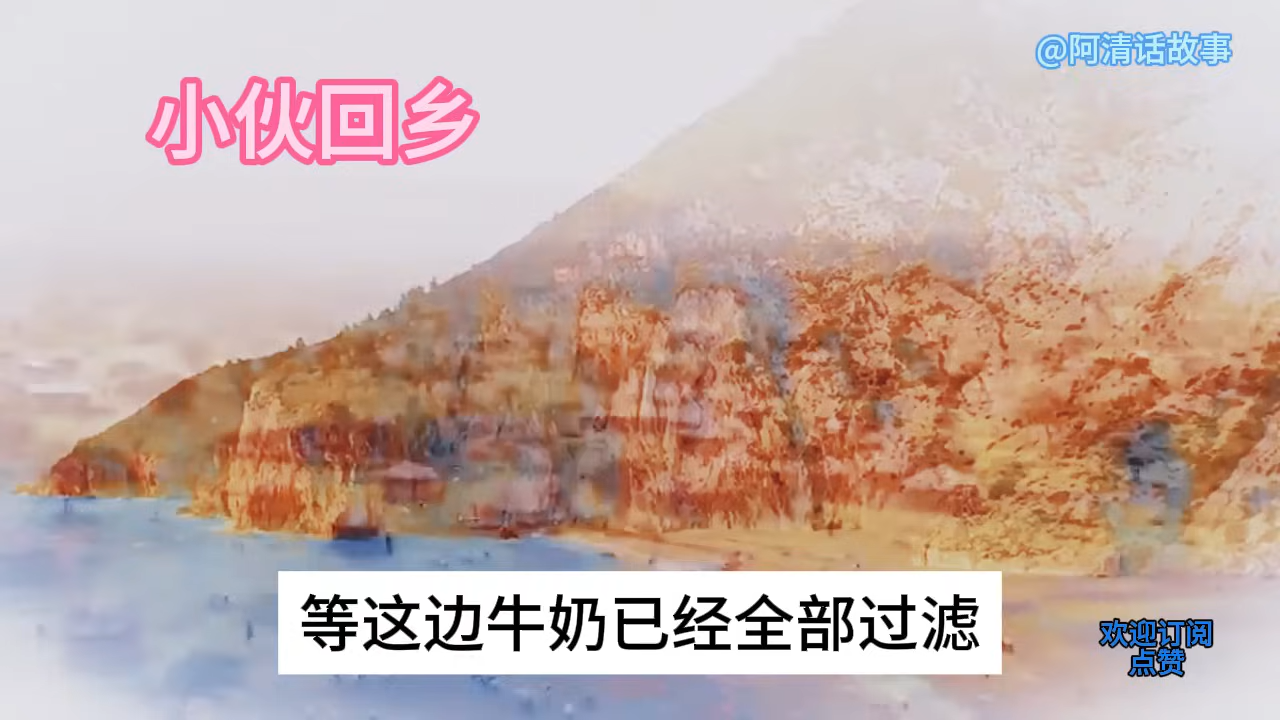 @阿清话故事
小伙回乡
等这边牛奶已经全部过滤
欢迎订阅
点赞